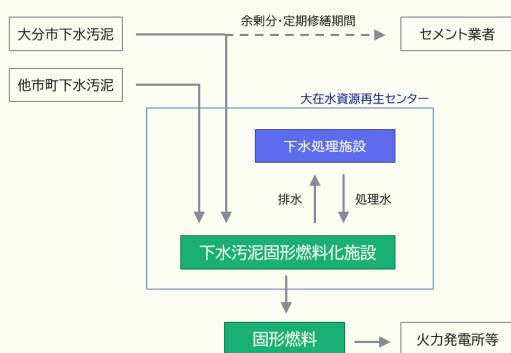 大分市下水汚泥
余剰分・定期修繕期間
セメント業者
他市町下水汚泥
大在水資源再生センター
下水処理施設
排水
処理水
下水汚泥固形燃料化施設
固形燃料
火力発電所等